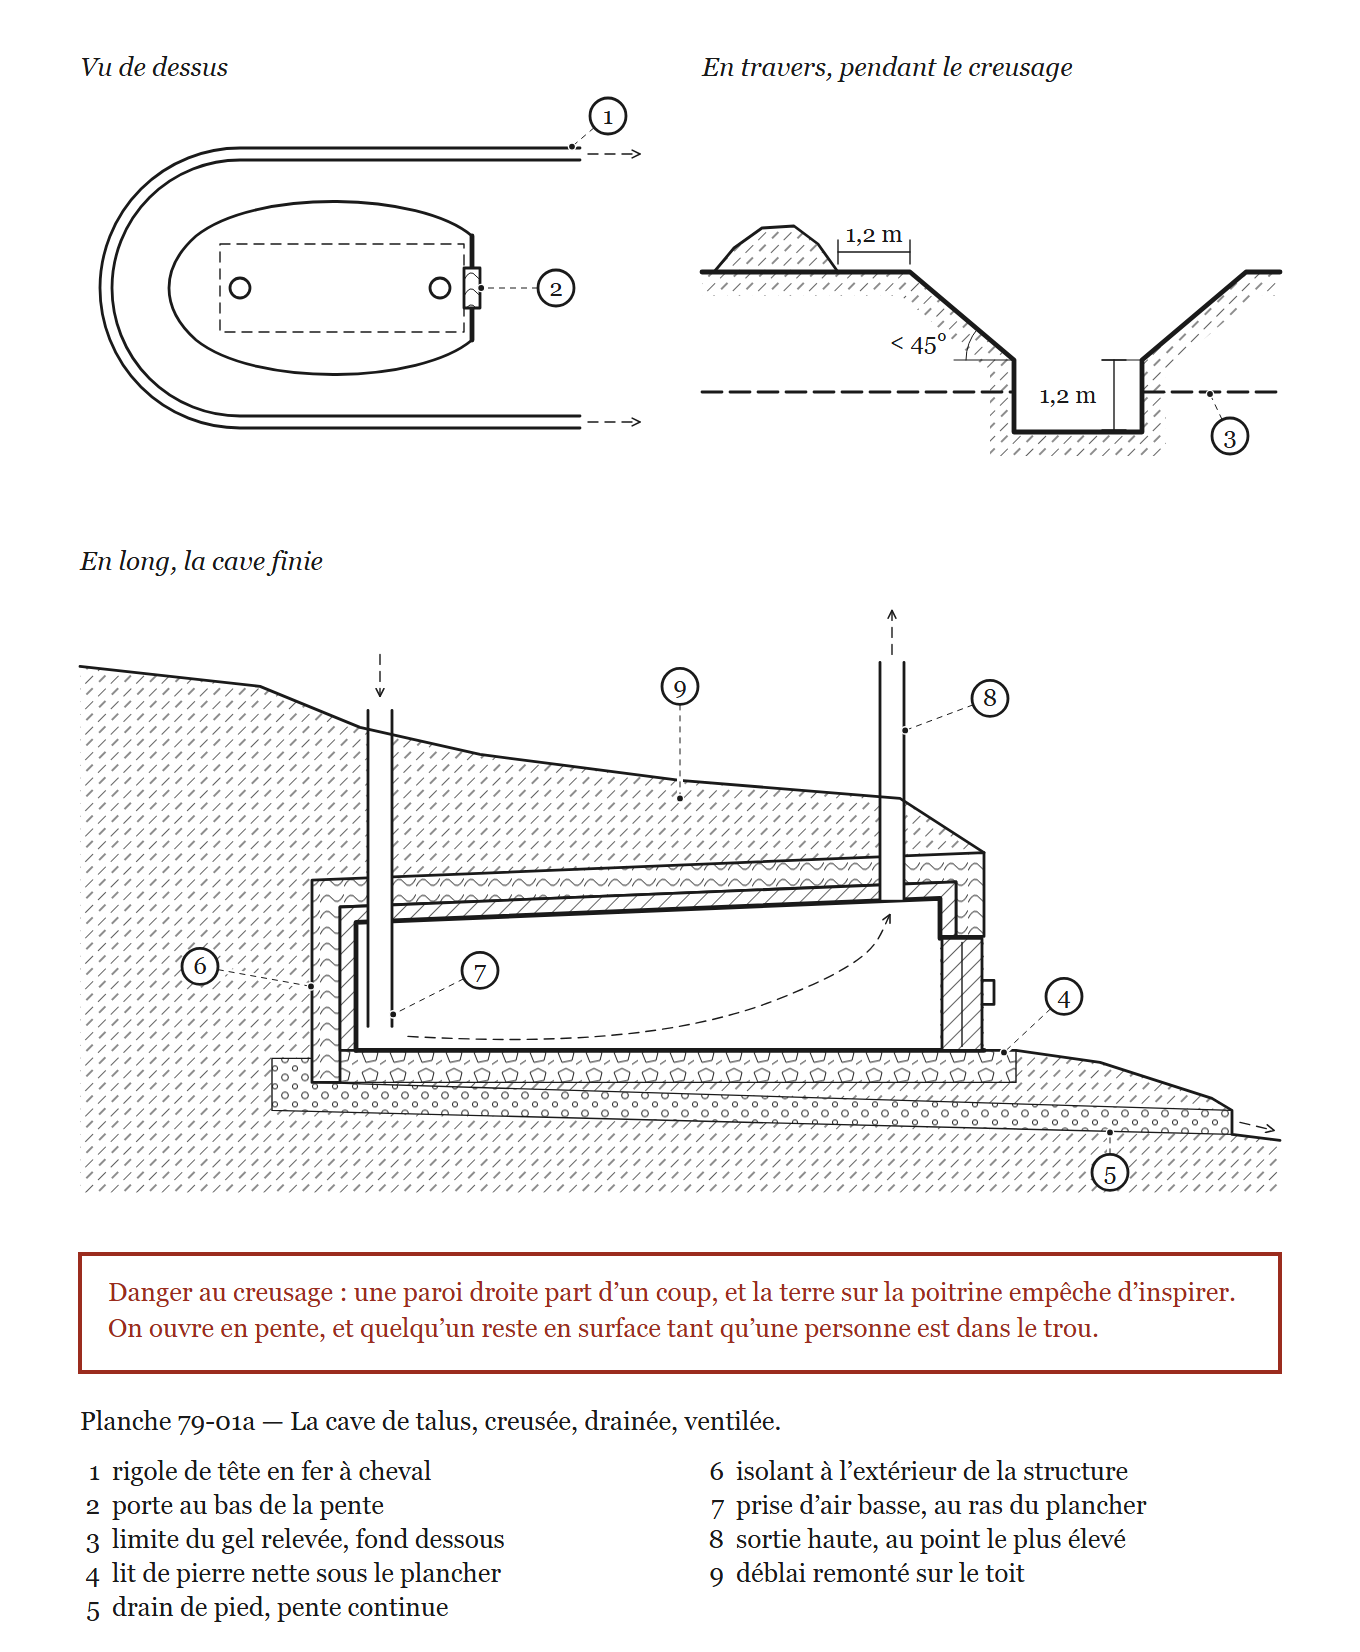 Vu de dessus
En travers, pendant le creusage
1
2
1,2 m
< 45°
1,2 m
3
En long, la cave finie
9
8
6
7
4
5
Danger au creusage : une paroi droite part d’un coup, et la terre sur la poitrine empêche d’inspirer.
On ouvre en pente, et quelqu’un reste en surface tant qu’une personne est dans le trou.
Planche 79-01a — La cave de talus, creusée, drainée, ventilée.
1 rigole de tête en fer à cheval
2 porte au bas de la pente
3 limite du gel relevée, fond dessous
4 lit de pierre nette sous le plancher
5 drain de pied, pente continue
6 isolant à l’extérieur de la structure
7 prise d’air basse, au ras du plancher
8 sortie haute, au point le plus élevé
9 déblai remonté sur le toit